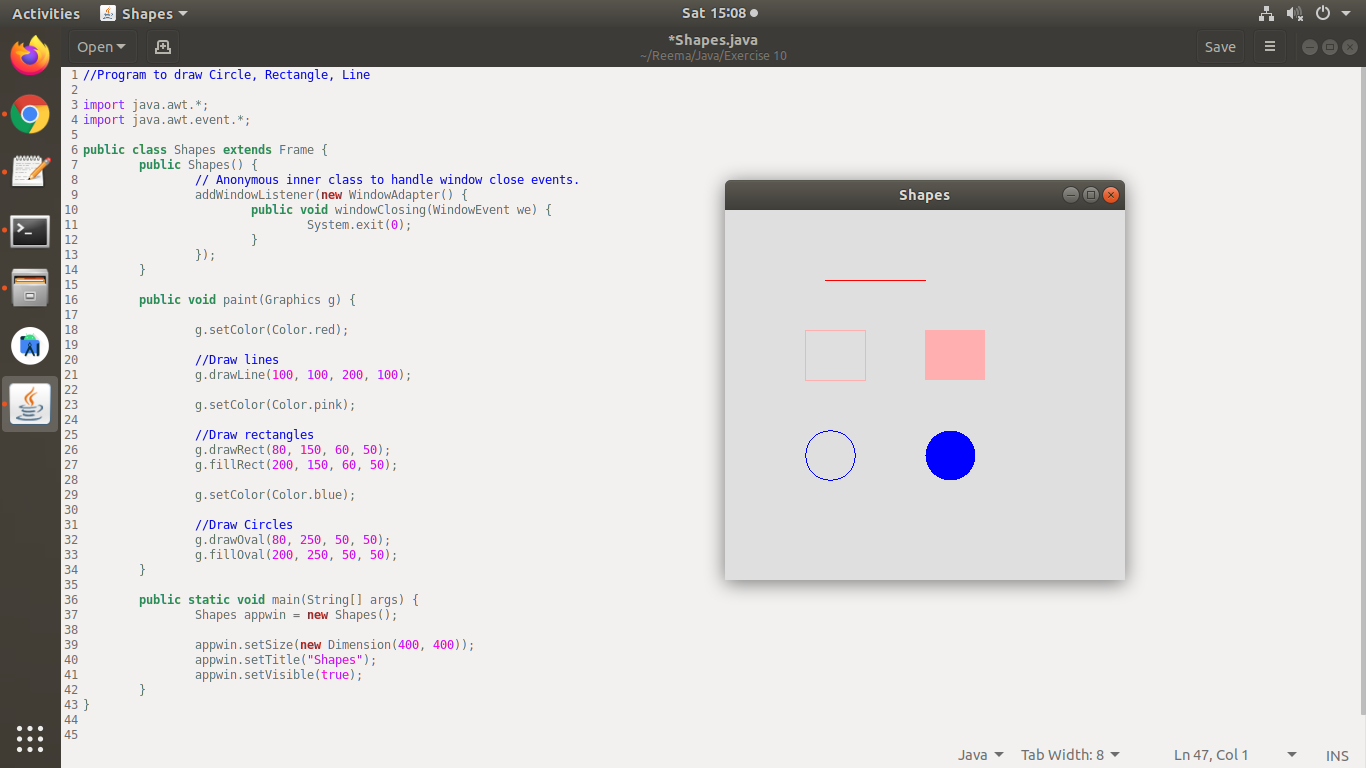 Activities Shapes Sat 15:08
Open *Shapes.java Save
~/Reema/Java/Exercise 10
1 //Program to draw Circle, Rectangle, Line
2
3 import java.awt.*;
4 import java.awt.event.*;
5
6 public class Shapes extends Frame {
7 public Shapes() {
8 // Anonymous inner class to handle window close events.
9 addWindowListener(new WindowAdapter() {
10 public void windowClosing(WindowEvent we) {
11 System.exit(0);
12 }
13 });
14 }
15
16 public void paint(Graphics g) {
17
18 g.setColor(Color.red);
19
20 //Draw lines
21 g.drawLine(100, 100, 200, 100);
22
23 g.setColor(Color.pink);
24
25 //Draw rectangles
26 g.drawRect(80, 150, 60, 50);
27 g.fillRect(200, 150, 60, 50);
28
29 g.setColor(Color.blue);
30
31 //Draw Circles
32 g.drawOval(80, 250, 50, 50);
33 g.fillOval(200, 250, 50, 50);
34 }
35
36 public static void main(String[] args) {
37 Shapes appwin = new Shapes();
38
39 appwin.setSize(new Dimension(400, 400));
40 appwin.setTitle("Shapes");
41 appwin.setVisible(true);
42 }
43 }
44
45
Shapes
Java Tab Width: 8 Ln 47, Col 1 INS